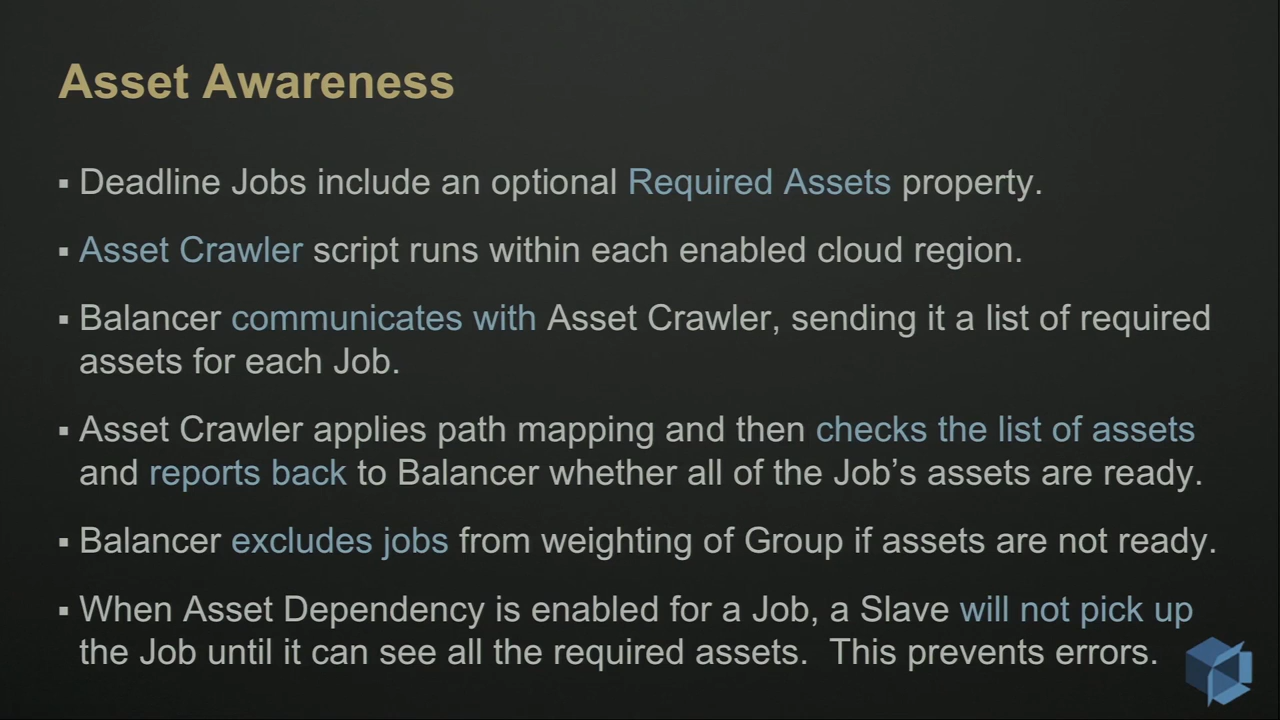 Asset Awareness
▪ Deadline Jobs include an optional Required Assets property.
▪ Asset Crawler script runs within each enabled cloud region.
▪ Balancer communicates with Asset Crawler, sending it a list of required
assets for each Job.
▪ Asset Crawler applies path mapping and then checks the list of assets
and reports back to Balancer whether all of the Job’s assets are ready.
▪ Balancer excludes jobs from weighting of Group if assets are not ready.
▪ When Asset Dependency is enabled for a Job, a Slave will not pick up
the Job until it can see all the required assets.  This prevents errors.